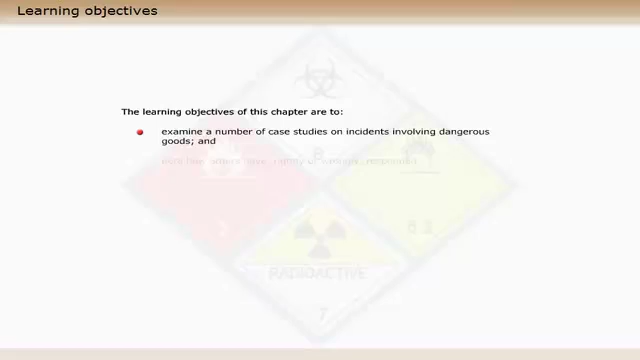 Learning objectives
The learning objectives of this chapter are to:
examine a number of case studies on incidents involving dangerous
goods; and
RADIOACTIVE
7